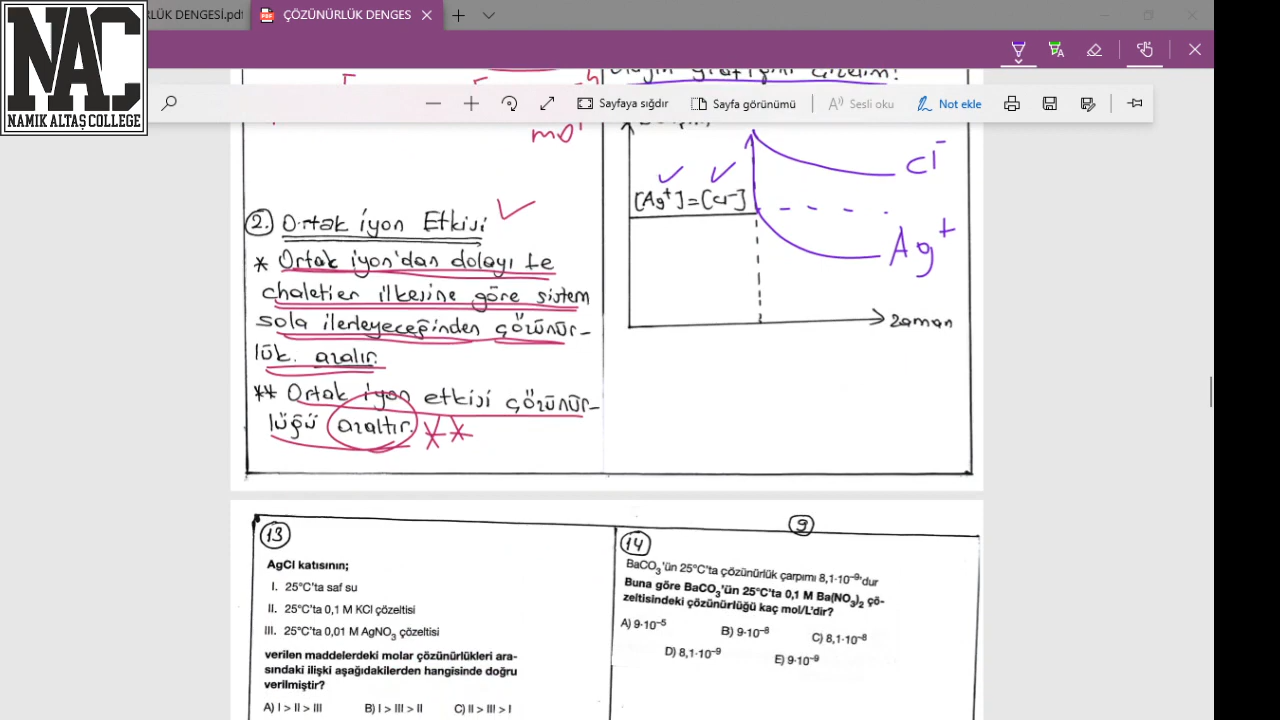 NAC
NAMIK ALTAŞ COLLEGE
RLÜK DENGESİ.pdf
ÇÖZÜNÜRLÜK DENGES
Sayfaya sığdır
Sayfa görünümü
Sesli oku
Not ekle
mol
2. Ortak iyon Etkisi
* Ortak iyon'dan dolayı le
chaletier ilkesine göre sistem
sola ilerleyeceğinden çözünür-
lük. azalır.
** Ortak iyon etkisi çözünür-
lüğü azaltır. **
grafiğini çizelim!
[Ag+]=[Cl-]
Cl-
Ag+
zaman
13
AgCl katısının;
I. 25°C'ta saf su
II. 25°C'ta 0,1 M KCl çözeltisi
III. 25°C'ta 0,01 M AgNO₃ çözeltisi
verilen maddelerdeki molar çözünürlükleri ara-
sındaki ilişki aşağıdakilerden hangisinde doğru
verilmiştir?
A) I > II > III B) I > III > II C) II > III > I
9
14
BaCO₃'ün 25°C'ta çözünürlük çarpımı 8,1·10⁻⁹'dur
Buna göre BaCO₃'ün 25°C'ta 0,1 M Ba(NO₃)₂ çö-
zeltisindeki çözünürlüğü kaç mol/L'dir?
A) 9·10⁻⁵ B) 9·10⁻⁸ C) 8,1·10⁻⁸
D) 8,1·10⁻⁹ E) 9·10⁻⁹